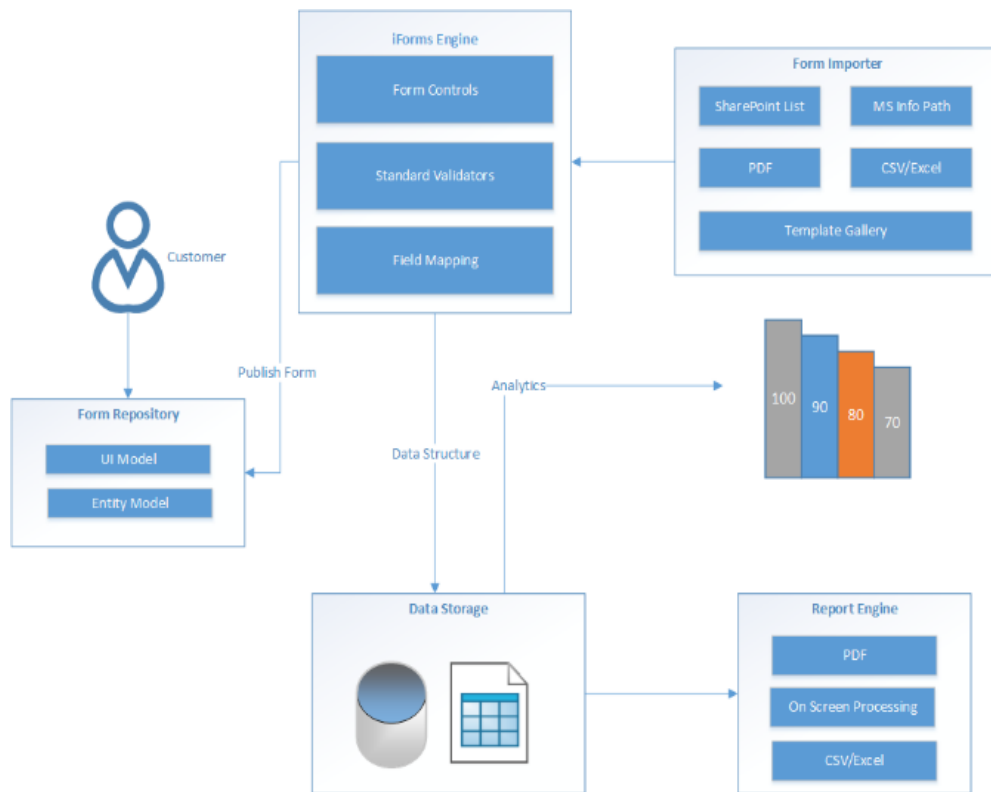 iForms Engine
Form Controls
Standard Validators
Field Mapping
Form Importer
SharePoint List
MS Info Path
PDF
CSV/Excel
Template Gallery
Customer
Publish Form
Form Repository
UI Model
Entity Model
Data Structure
Analytics
100
90
80
70
Data Storage
Report Engine
PDF
On Screen Processing
CSV/Excel